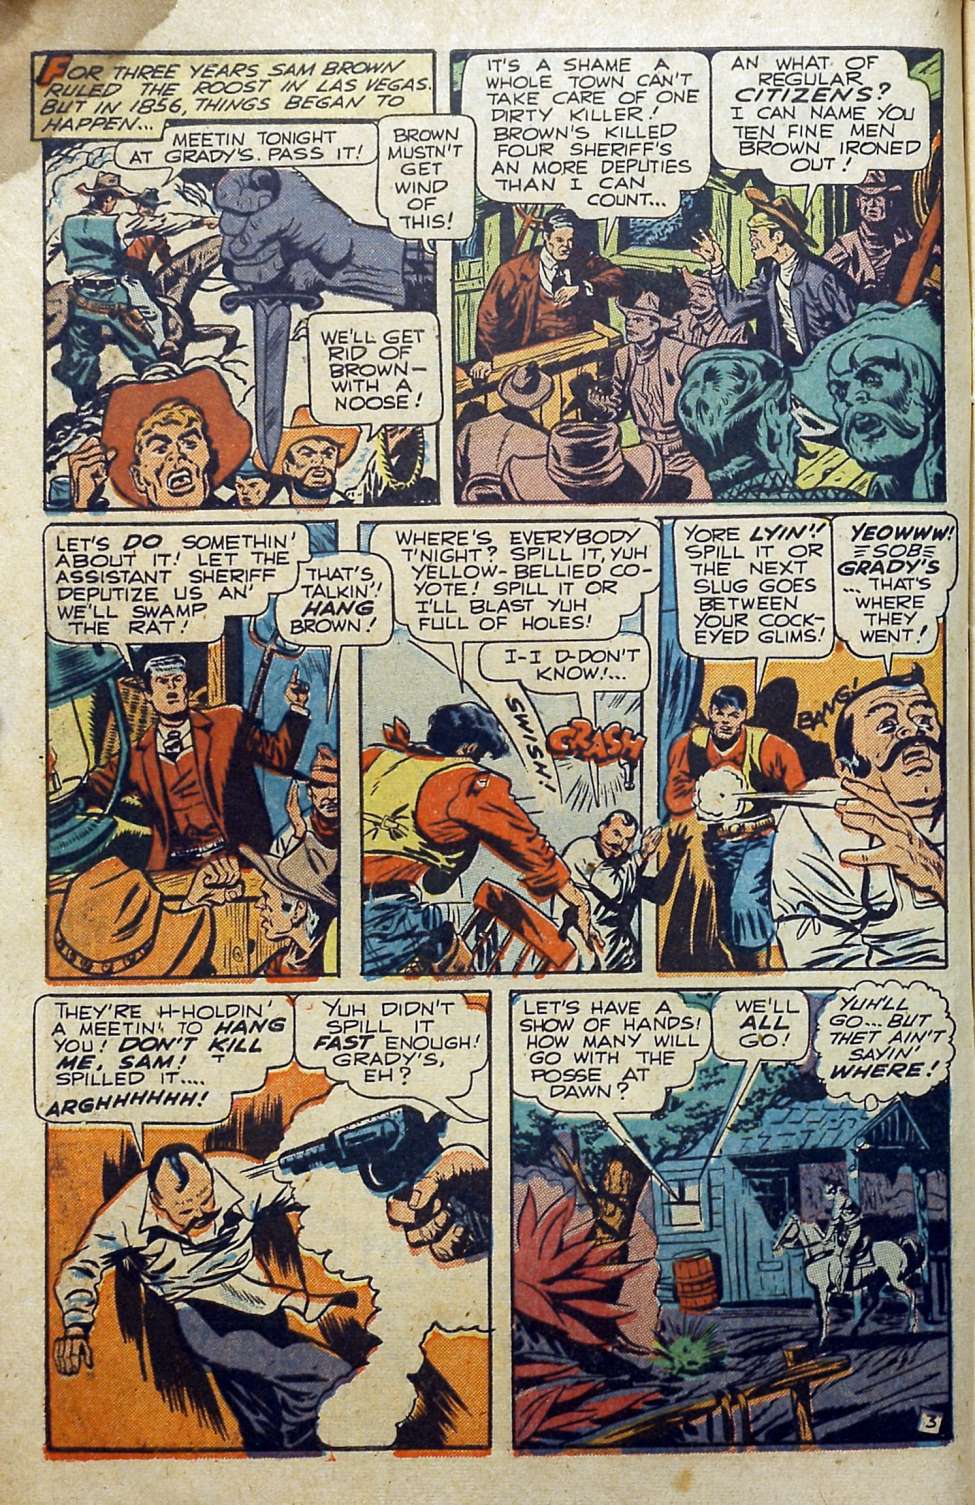 FOR THREE YEARS SAM BROWN
RULED THE ROOST IN LAS VEGAS.
BUT IN 1856, THINGS BEGAN TO
HAPPEN...
MEETIN TONIGHT
AT GRADY'S. PASS IT!
BROWN
MUSTN'T
GET
WIND
OF
THIS!
WE'LL GET
RID OF
BROWN—
WITH A
NOOSE!
IT'S A SHAME A
WHOLE TOWN CAN'T
TAKE CARE OF ONE
DIRTY KILLER!
BROWN'S KILLED
FOUR SHERIFF'S
AN MORE DEPUTIES
THAN I CAN
COUNT...
AN WHAT OF
REGULAR
CITIZENS?
I CAN NAME YOU
TEN FINE MEN
BROWN IRONED
OUT!
LET'S DO SOMETHIN'
ABOUT IT! LET THE
ASSISTANT SHERIFF
DEPUTIZE US AN'
WE'LL SWAMP
THE RAT!
THAT'S
TALKIN'!
HANG
BROWN!
WHERE'S EVERYBODY
T'NIGHT? SPILL IT, YUH
YELLOW-BELLIED CO-
YOTE! SPILL IT OR
I'LL BLAST YUH
FULL OF HOLES!
I-I D-DON'T
KNOW!...
SWISH!
CRASH
YORE LYIN'!
SPILL IT OR
THE NEXT
SLUG GOES
BETWEEN
YOUR COCK-
EYED GLIMS!
YEOWWW!
=SOB=
GRADY'S
...THAT'S
WHERE
THEY
WENT!
BANG!
THEY'RE H-HOLDIN'
A MEETIN' TO HANG
YOU! DON'T KILL
ME, SAM! I
SPILLED IT....
ARGHHHHHH!
YUH DIDN'T
SPILL IT
FAST ENOUGH!
GRADY'S,
EH?
LET'S HAVE A
SHOW OF HANDS!
HOW MANY WILL
GO WITH THE
POSSE AT
DAWN?
WE'LL
ALL
GO!
YUH'LL
GO... BUT
THET AIN'T
SAYIN'
WHERE!
3